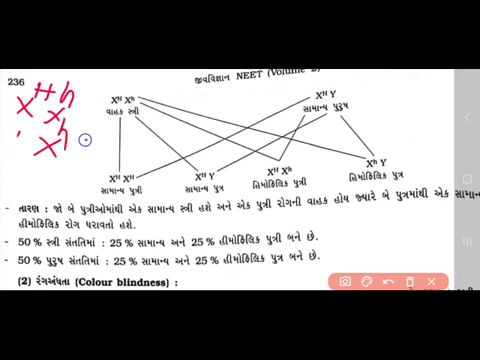 236
જીવવિજ્ઞાન NEET (Volume 2)
X^H X^h
વાહક સ્ત્રી
X^H Y
સામાન્ય પુરુષ
X^H X^h
X^h
X^H X^H
સામાન્ય પુત્રી
X^H Y
સામાન્ય પુત્ર
X^H X^h
હિમોફિલિક પુત્રી
X^h Y
હિમોફિલિક પુત્ર
- તારણ : જો બે પુત્રીઓમાંથી એક સામાન્ય સ્ત્રી હશે અને એક પુત્રી રોગની વાહક હોય જ્યારે બે પુત્રમાંથી એક સામાન્ય
હીમોફિલિક રોગ ધરાવતો હશે.
- 50% સ્ત્રી સંતતિમાં : 25% સામાન્ય અને 25% હીમોફિલિક પુત્રી બને છે.
- 50% પુરુષ સંતતિમાં : 25% સામાન્ય અને 25% હીમોફિલિક પુત્ર બને છે.
(2) રંગઅંધતા (Colour blindness) :